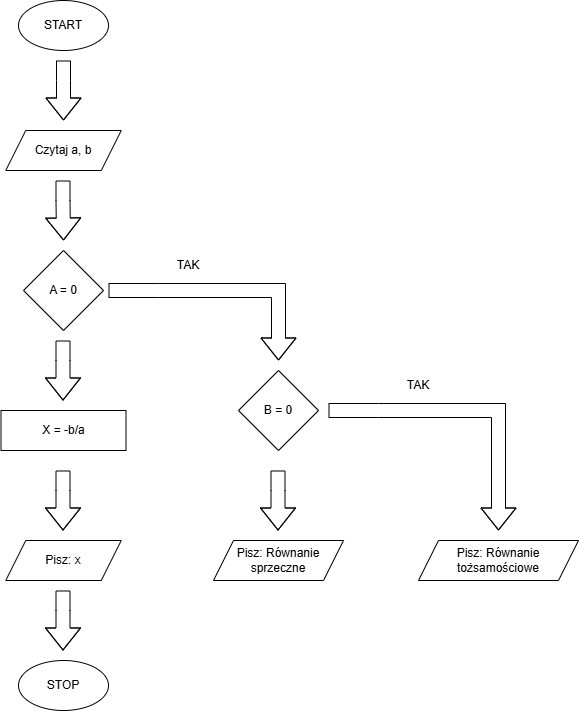 START
Czytaj a, b
A = 0
TAK
X = -b/a
B = 0
TAK
Pisz: x
Pisz: Równanie
sprzeczne
Pisz: Równanie
tożsamościowe
STOP